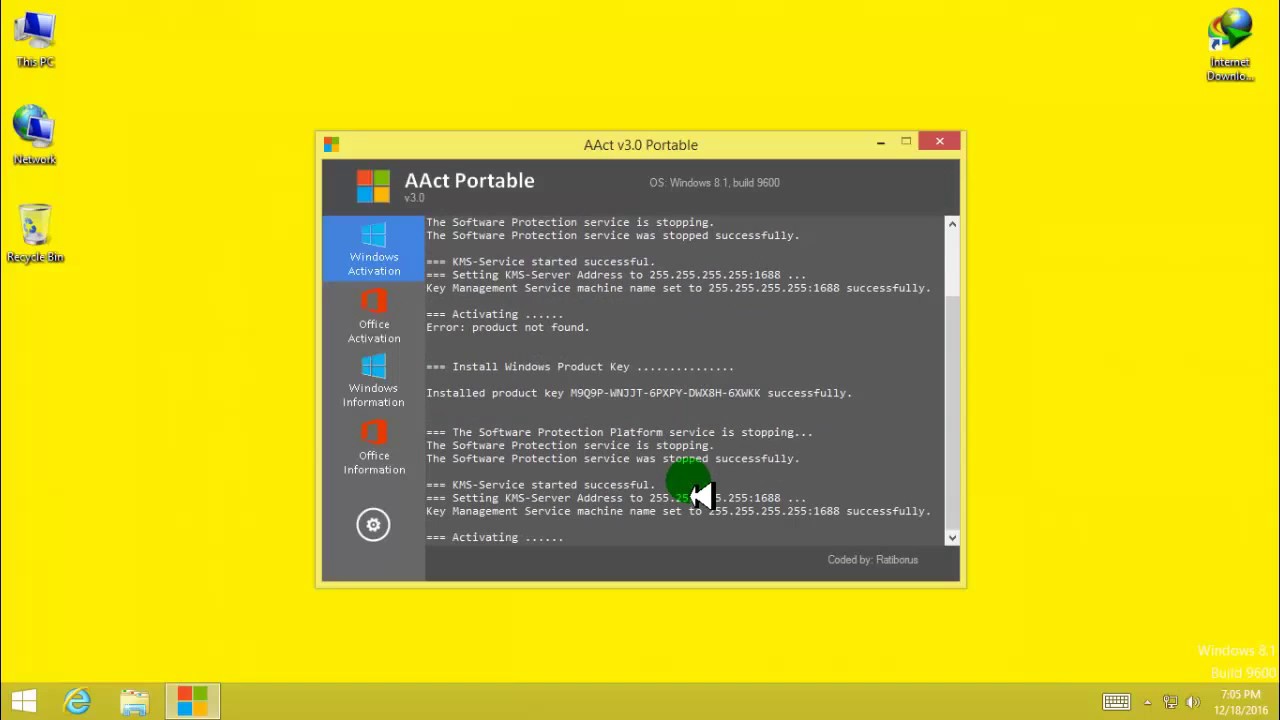 This PC
Network
Recycle Bin
Internet
Downlo...
AAct v3.0 Portable
AAct Portable
v3.0
OS: Windows 8.1, build 9600
Windows
Activation
Office
Activation
Windows
Information
Office
Information
The Software Protection service is stopping.
The Software Protection service was stopped successfully.
=== KMS-Service started successful.
=== Setting KMS-Server Address to 255.255.255.255:1688 ...
Key Management Service machine name set to 255.255.255.255:1688 successfully.
=== Activating ......
Error: product not found.
=== Install Windows Product Key ...............
Installed product key M9Q9P-WNJJT-6PXPY-DWX8H-6XWKK successfully.
=== The Software Protection Platform service is stopping...
The Software Protection service is stopping.
The Software Protection service was stopped successfully.
=== KMS-Service started successful.
=== Setting KMS-Server Address to 255.25 5.255:1688 ...
Key Management Service machine name set to 255.255.255.255:1688 successfully.
=== Activating ......
Coded by: Ratiborus
Windows 8.1
Build 9600
7:05 PM
12/18/2016